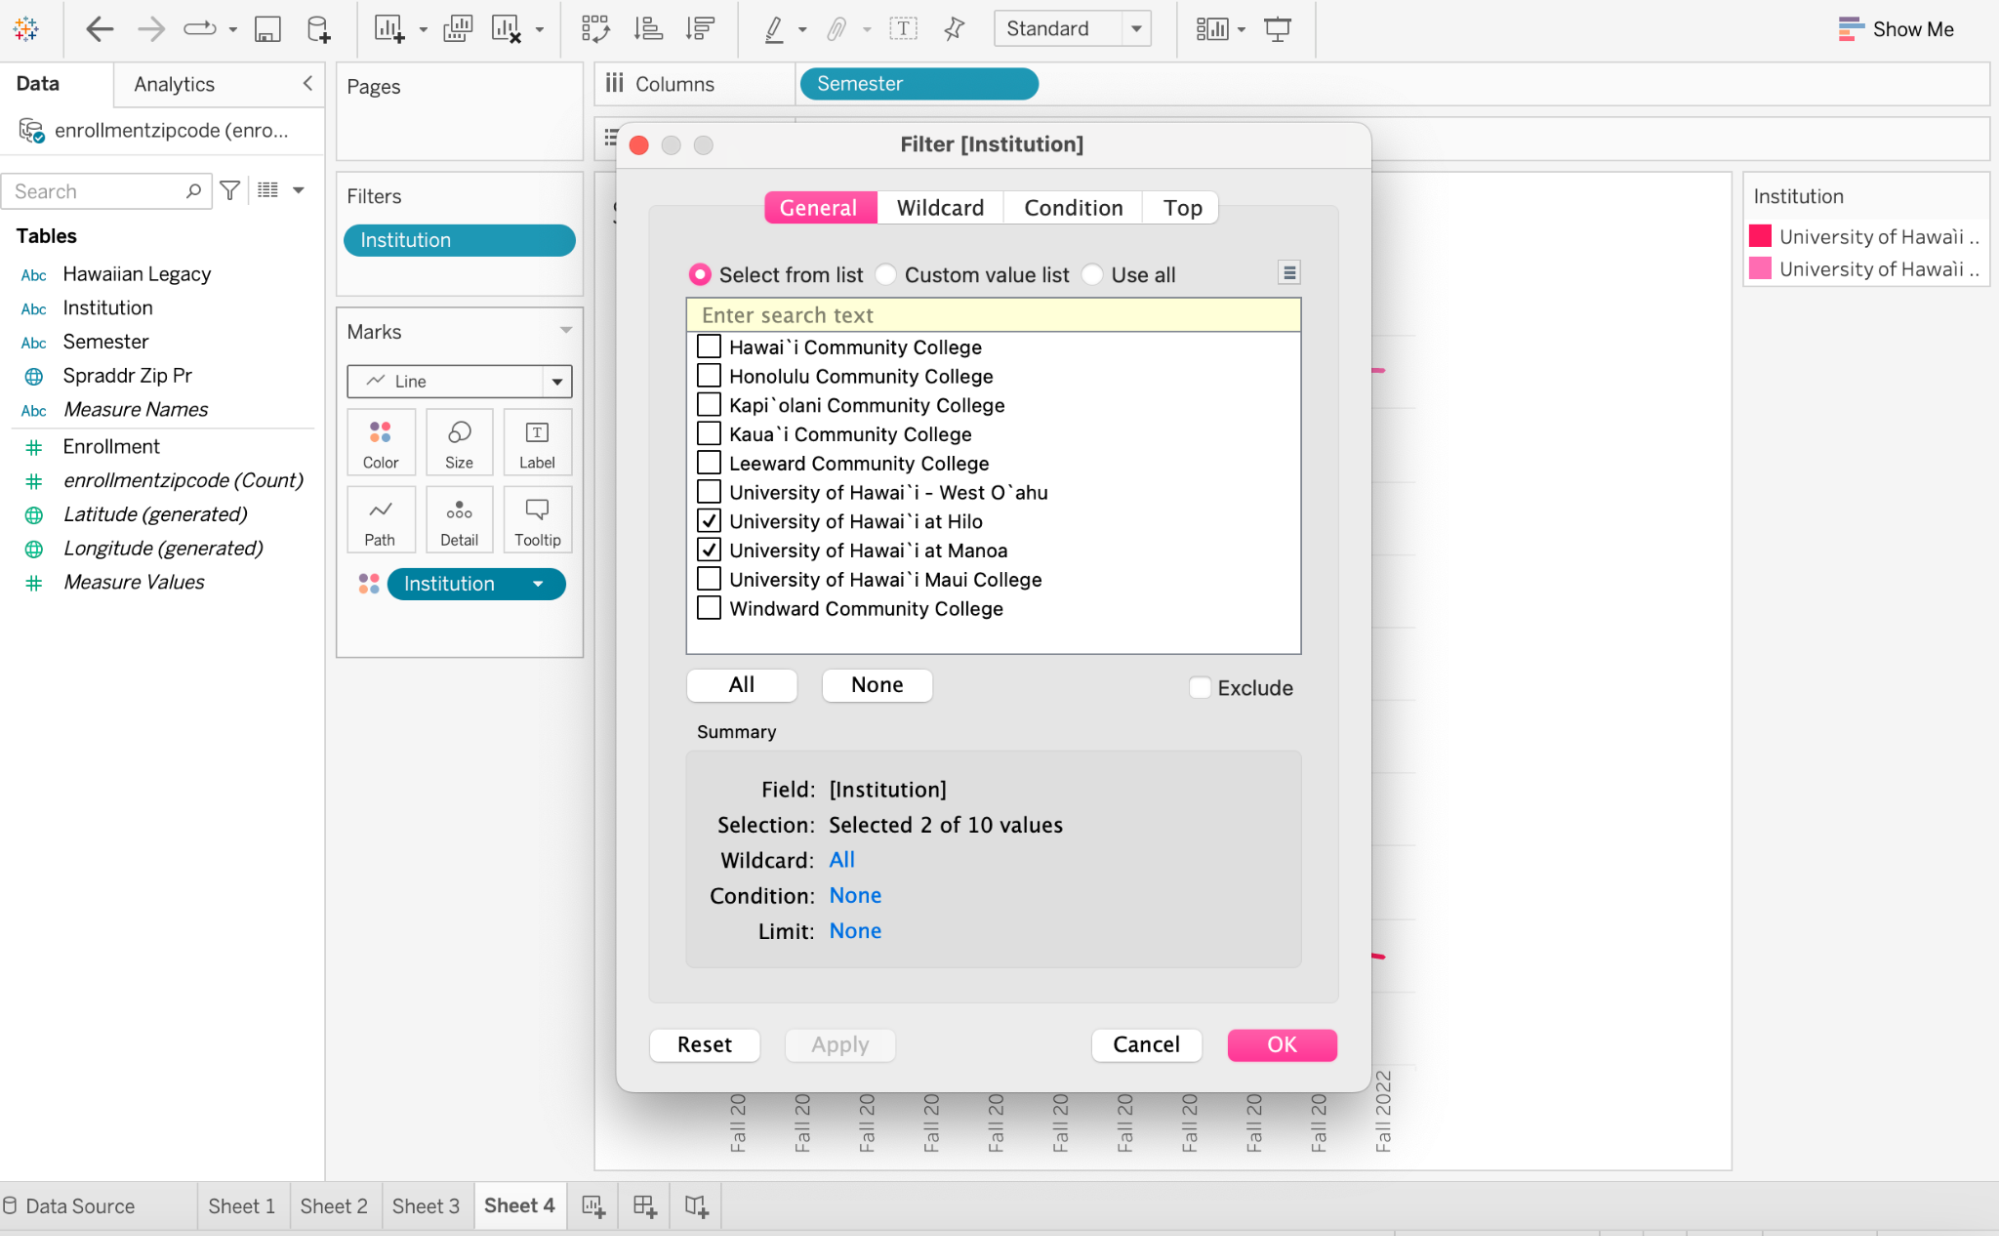 Standard
Show Me
Data
Analytics
Pages
Columns
Semester
enrollmentzipcode (enro...
Search
Filters
Institution
Tables
Abc Hawaiian Legacy
Abc Institution
Abc Semester
Spraddr Zip Pr
Abc Measure Names
Enrollment
enrollmentzipcode (Count)
Latitude (generated)
Longitude (generated)
Measure Values
Marks
Line
Color
Size
Label
Path
Detail
Tooltip
Institution
Filter [Institution]
General
Wildcard
Condition
Top
Select from list
Custom value list
Use all
Enter search text
Hawai`i Community College
Honolulu Community College
Kapi`olani Community College
Kaua`i Community College
Leeward Community College
University of Hawai`i - West O`ahu
University of Hawai`i at Hilo
University of Hawai`i at Manoa
University of Hawai`i Maui College
Windward Community College
All
None
Exclude
Summary
Field: [Institution]
Selection: Selected 2 of 10 values
Wildcard: All
Condition: None
Limit: None
Reset
Apply
Cancel
OK
Institution
University of Hawai`i ..
University of Hawai`i ..
Fall 20
Fall 20
Fall 20
Fall 20
Fall 20
Fall 20
Fall 20
Fall 20
Fall 20
Fall 20
Fall 2022
Data Source
Sheet 1
Sheet 2
Sheet 3
Sheet 4